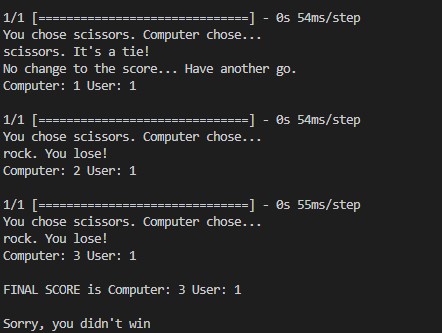 1/1 [==============================] - 0s 54ms/step
You chose scissors. Computer chose...
scissors. It's a tie!
No change to the score... Have another go.
Computer: 1 User: 1
1/1 [==============================] - 0s 54ms/step
You chose scissors. Computer chose...
rock. You lose!
Computer: 2 User: 1
1/1 [==============================] - 0s 55ms/step
You chose scissors. Computer chose...
rock. You lose!
Computer: 3 User: 1
FINAL SCORE is Computer: 3 User: 1
Sorry, you didn't win